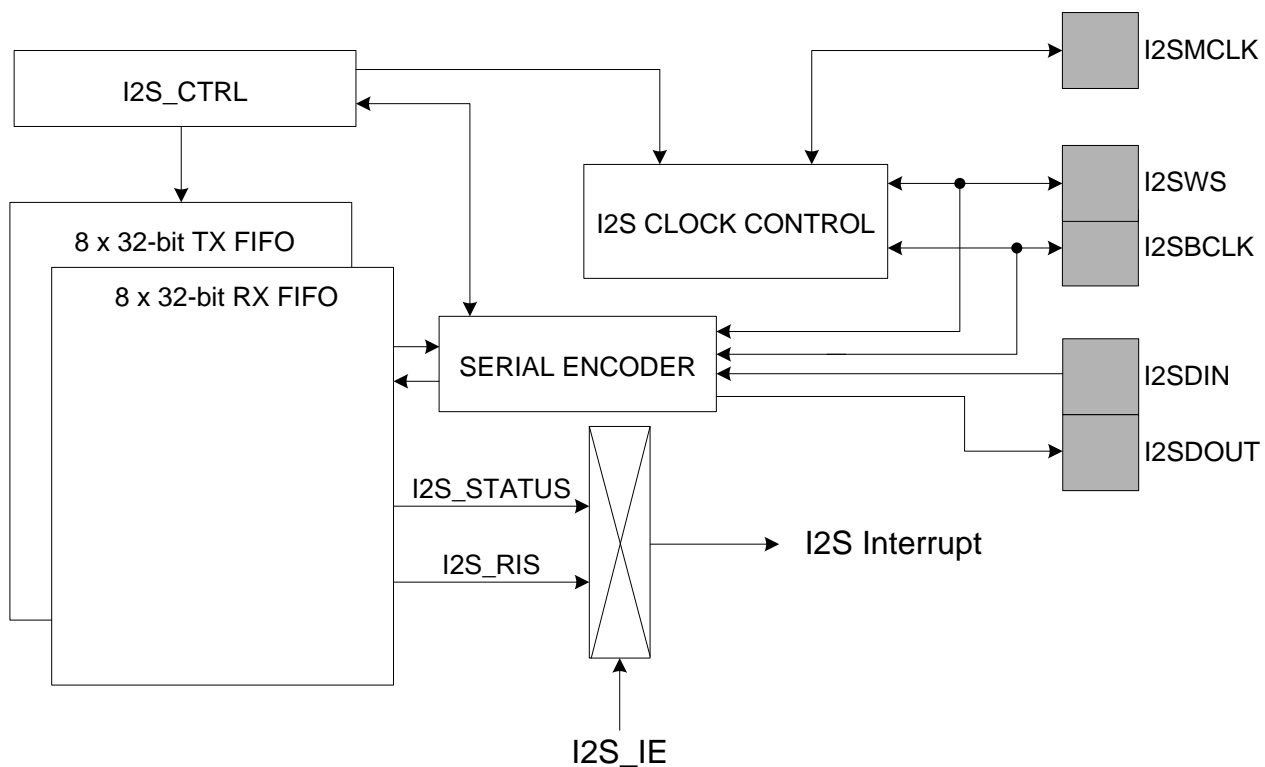 I2SMCLK
I2S_CTRL
I2SWS
I2S CLOCK CONTROL
8 x 32-bit TX FIFO
I2SBCLK
8 x 32-bit RX FIFO
SERIAL ENCODER
I2SDIN
I2SDOUT
I2S_STATUS
I2S Interrupt
I2S_RIS
I2S_IE